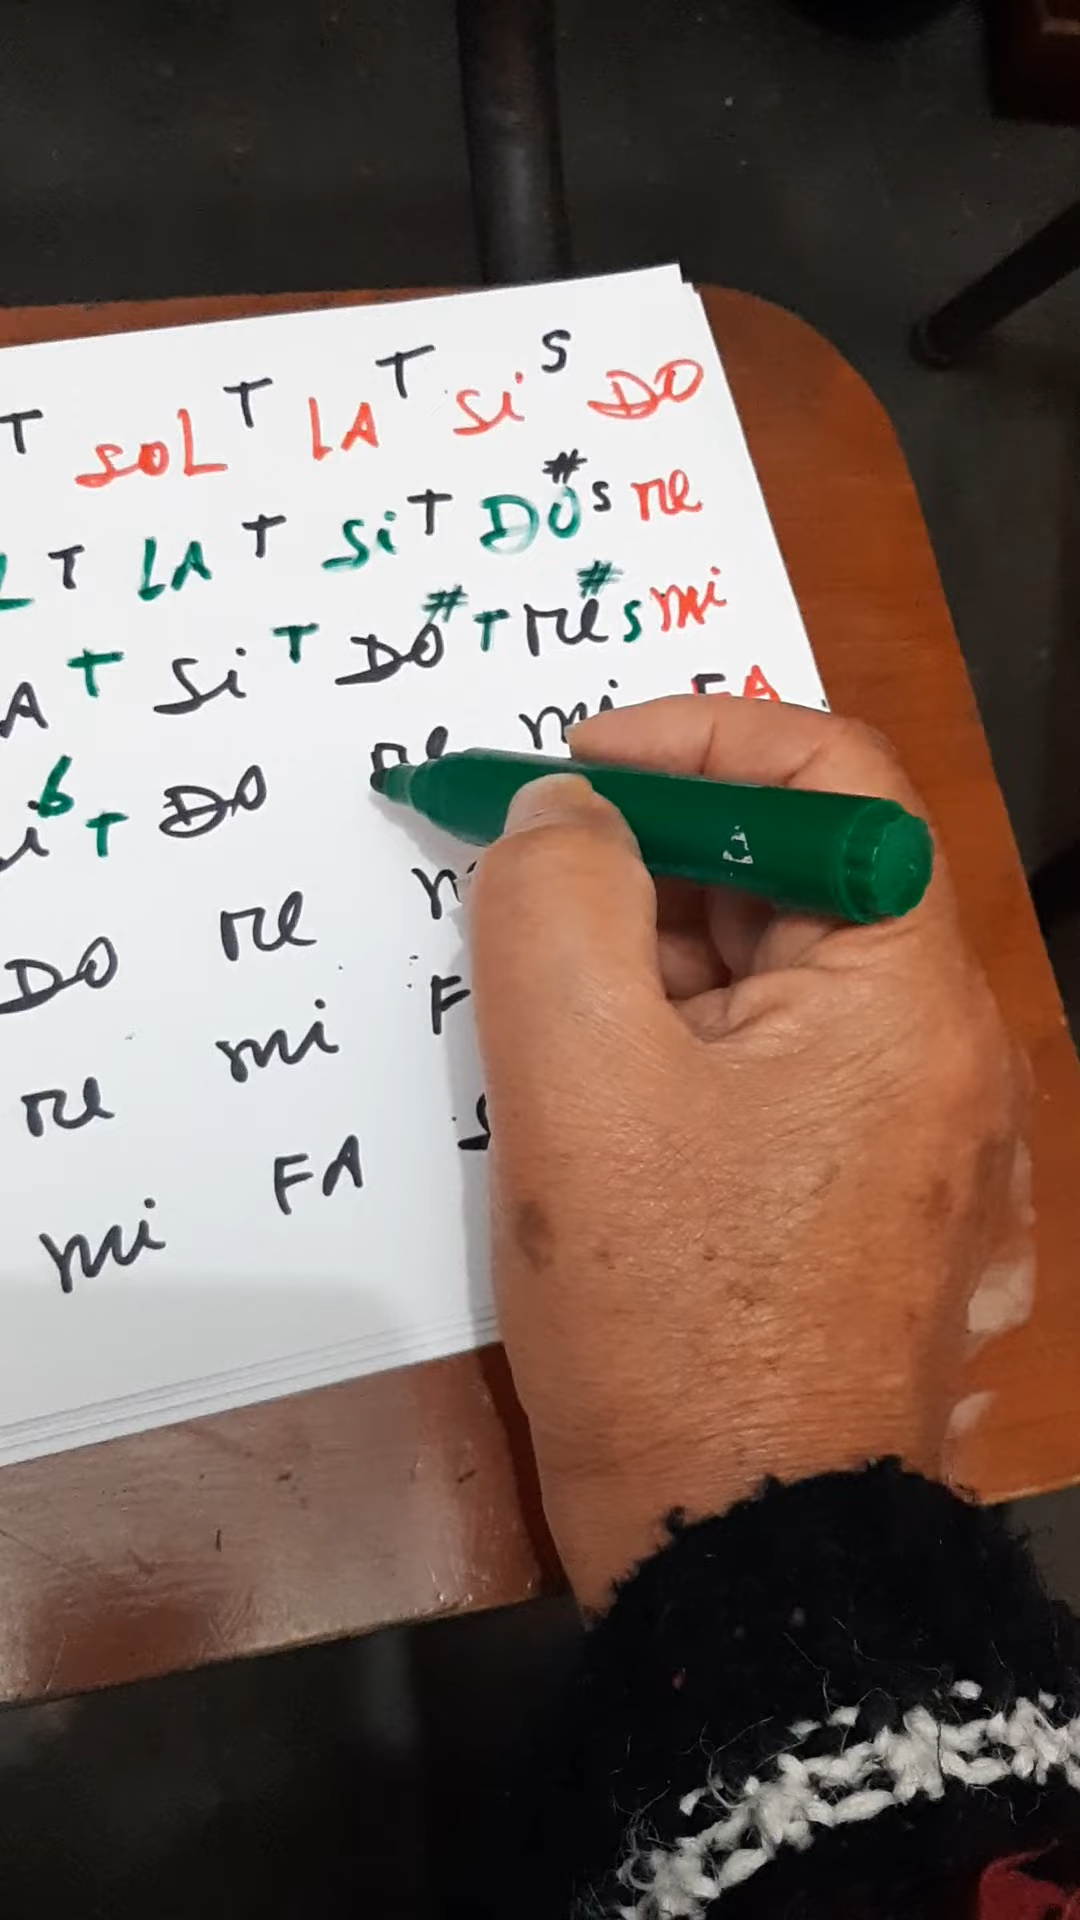 T SOL T LA T Si S DO
L T LA T Si T DO# S re
A T Si T DO# T re# S mi
b T DO re mi FA
DO re
re mi F
mi FA